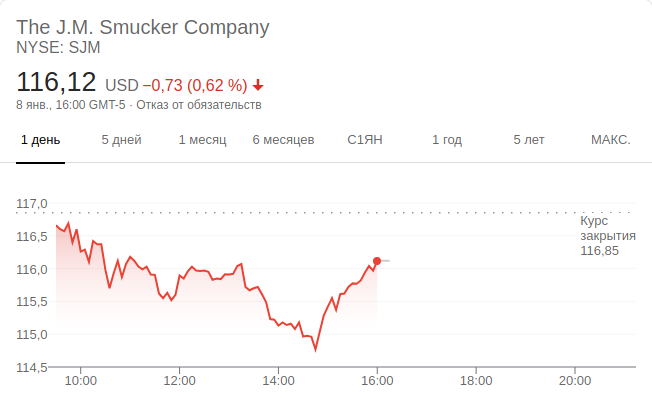 The J.M. Smucker Company
NYSE: SJM
116,12 USD −0,73 (0,62 %)
8 янв., 16:00 GMT-5 · Отказ от обязательств
1 день 5 дней 1 месяц 6 месяцев С1ЯН 1 год 5 лет МАКС.
117,0
Курс
116,5
закрытия
116,85
116,0
115,5
115,0
114,5
10:00 12:00 14:00 16:00 18:00 20:00